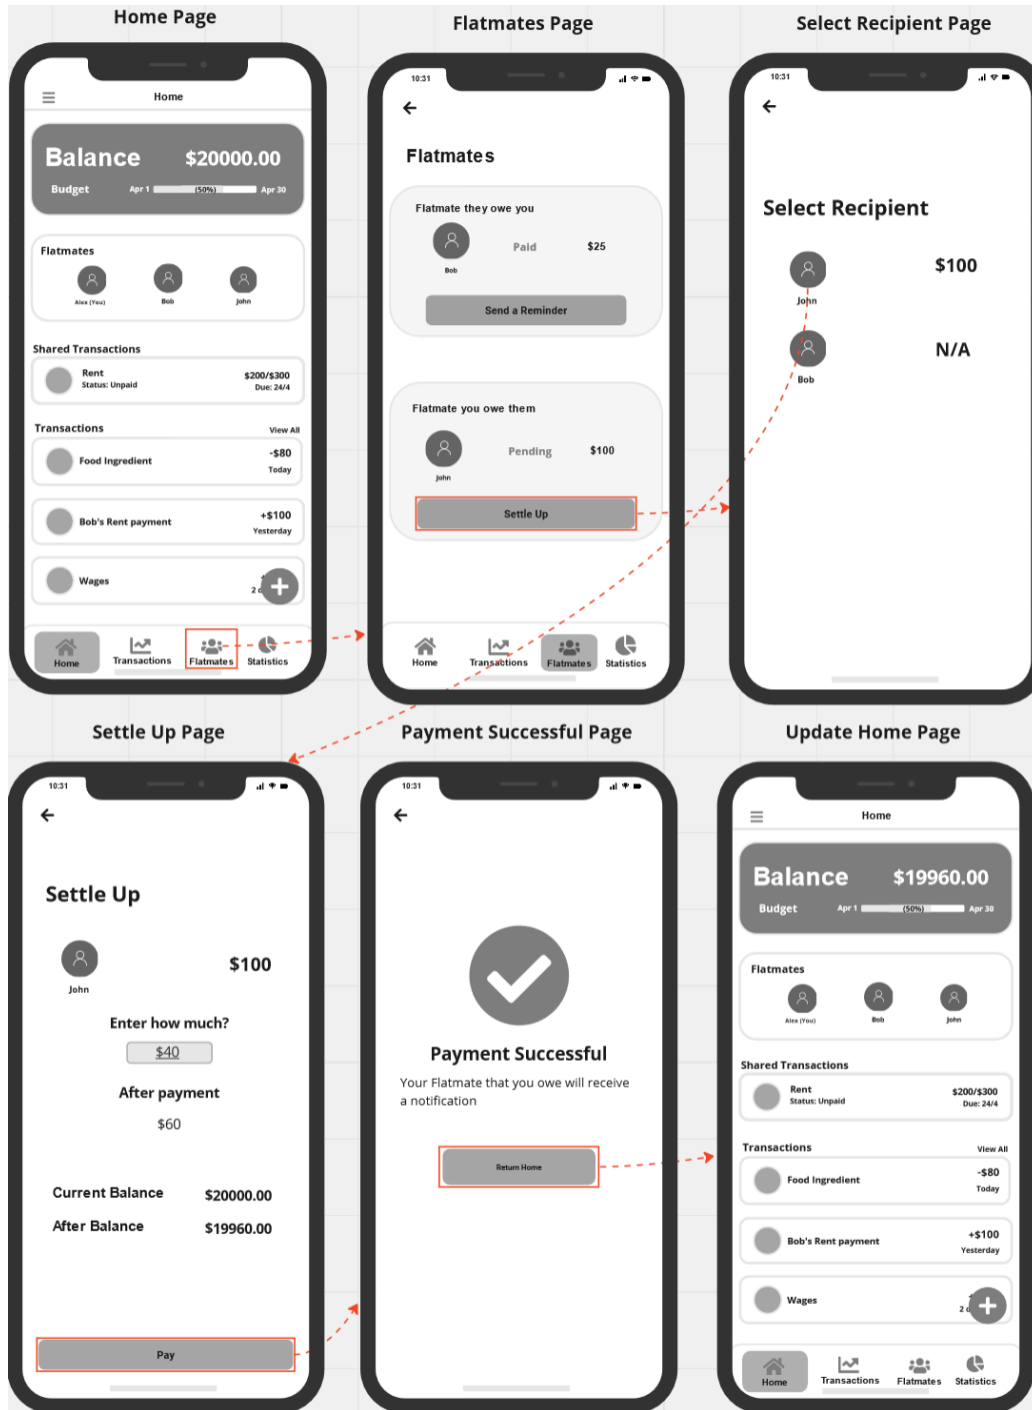 Home Page
Home
Balance $20000.00
Budget Apr 1 (50%) Apr 30
Flatmates
Alex (You) Bob John
Shared Transactions
Rent $200/$300
Status: Unpaid Due: 24/4
Transactions View All
Food Ingredient -$80
Today
Bob's Rent payment +$100
Yesterday
Wages
2
Home Transactions Flatmates Statistics
Flatmates Page
10:31
Flatmates
Flatmate they owe you
Paid $25
Bob
Send a Reminder
Flatmate you owe them
Pending $100
John
Settle Up
Home Transactions Flatmates Statistics
Select Recipient Page
10:31
Select Recipient
$100
John
N/A
Bob
Settle Up Page
10:31
Settle Up
$100
John
Enter how much?
$40
After payment
$60
Current Balance $20000.00
After Balance $19960.00
Pay
Payment Successful Page
10:31
Payment Successful
Your Flatmate that you owe will receive
a notification
Return Home
Update Home Page
Home
Balance $19960.00
Budget Apr 1 (50%) Apr 30
Flatmates
Alex (You) Bob John
Shared Transactions
Rent $200/$300
Status: Unpaid Due: 24/4
Transactions View All
Food Ingredient -$80
Today
Bob's Rent payment +$100
Yesterday
Wages
2
Home Transactions Flatmates Statistics